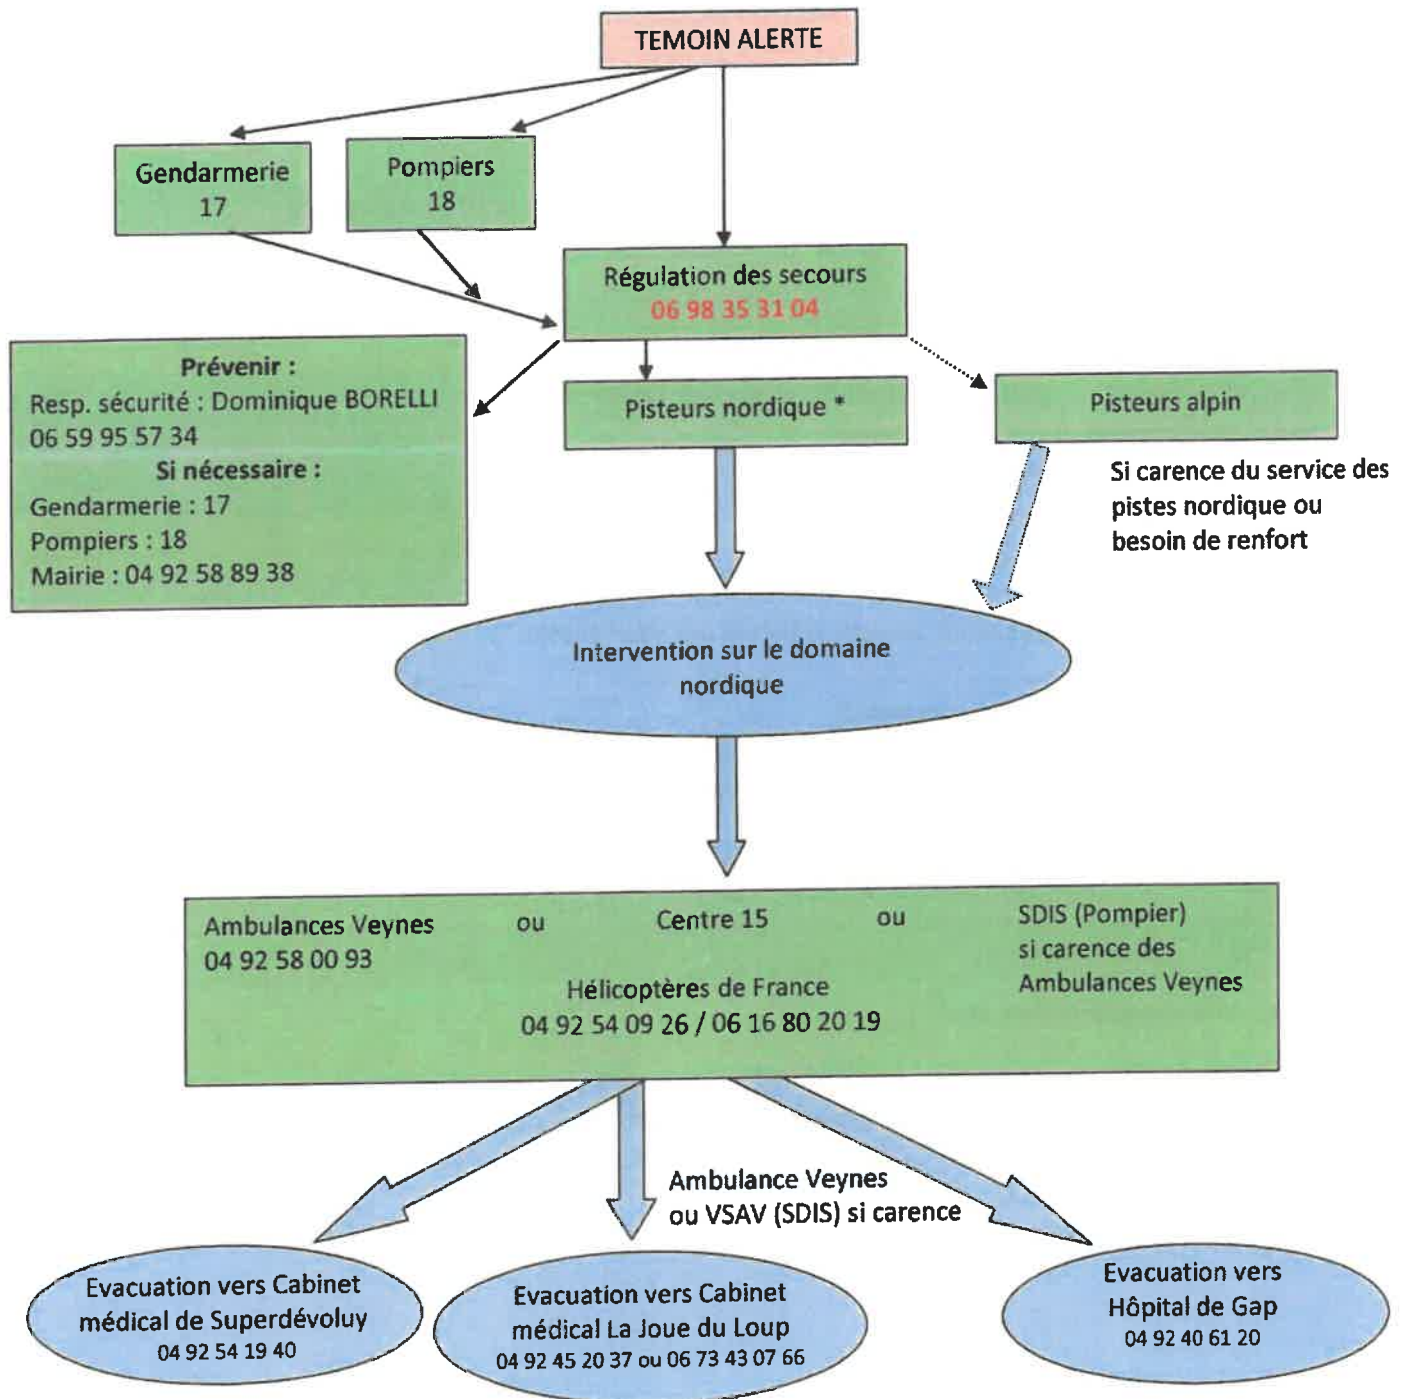 TEMOIN ALERTE
Gendarmerie
17
Pompiers
18
Régulation des secours
06 98 35 31 04
Prévenir :
Resp. sécurité : Dominique BORELLI
06 59 95 57 34
Si nécessaire :
Gendarmerie : 17
Pompiers : 18
Mairie : 04 92 58 89 38
Pisteurs nordique *
Pisteurs alpin
Si carence du service des
pistes nordique ou
besoin de renfort
Intervention sur le domaine
nordique
Ambulances Veynes ou Centre 15 ou SDIS (Pompier)
04 92 58 00 93 si carence des
Hélicoptères de France Ambulances Veynes
04 92 54 09 26 / 06 16 80 20 19
Ambulance Veynes
ou VSAV (SDIS) si carence
Evacuation vers Cabinet
médical de Superdévoluy
04 92 54 19 40
Evacuation vers Cabinet
médical La Joue du Loup
04 92 45 20 37 ou 06 73 43 07 66
Evacuation vers
Hôpital de Gap
04 92 40 61 20